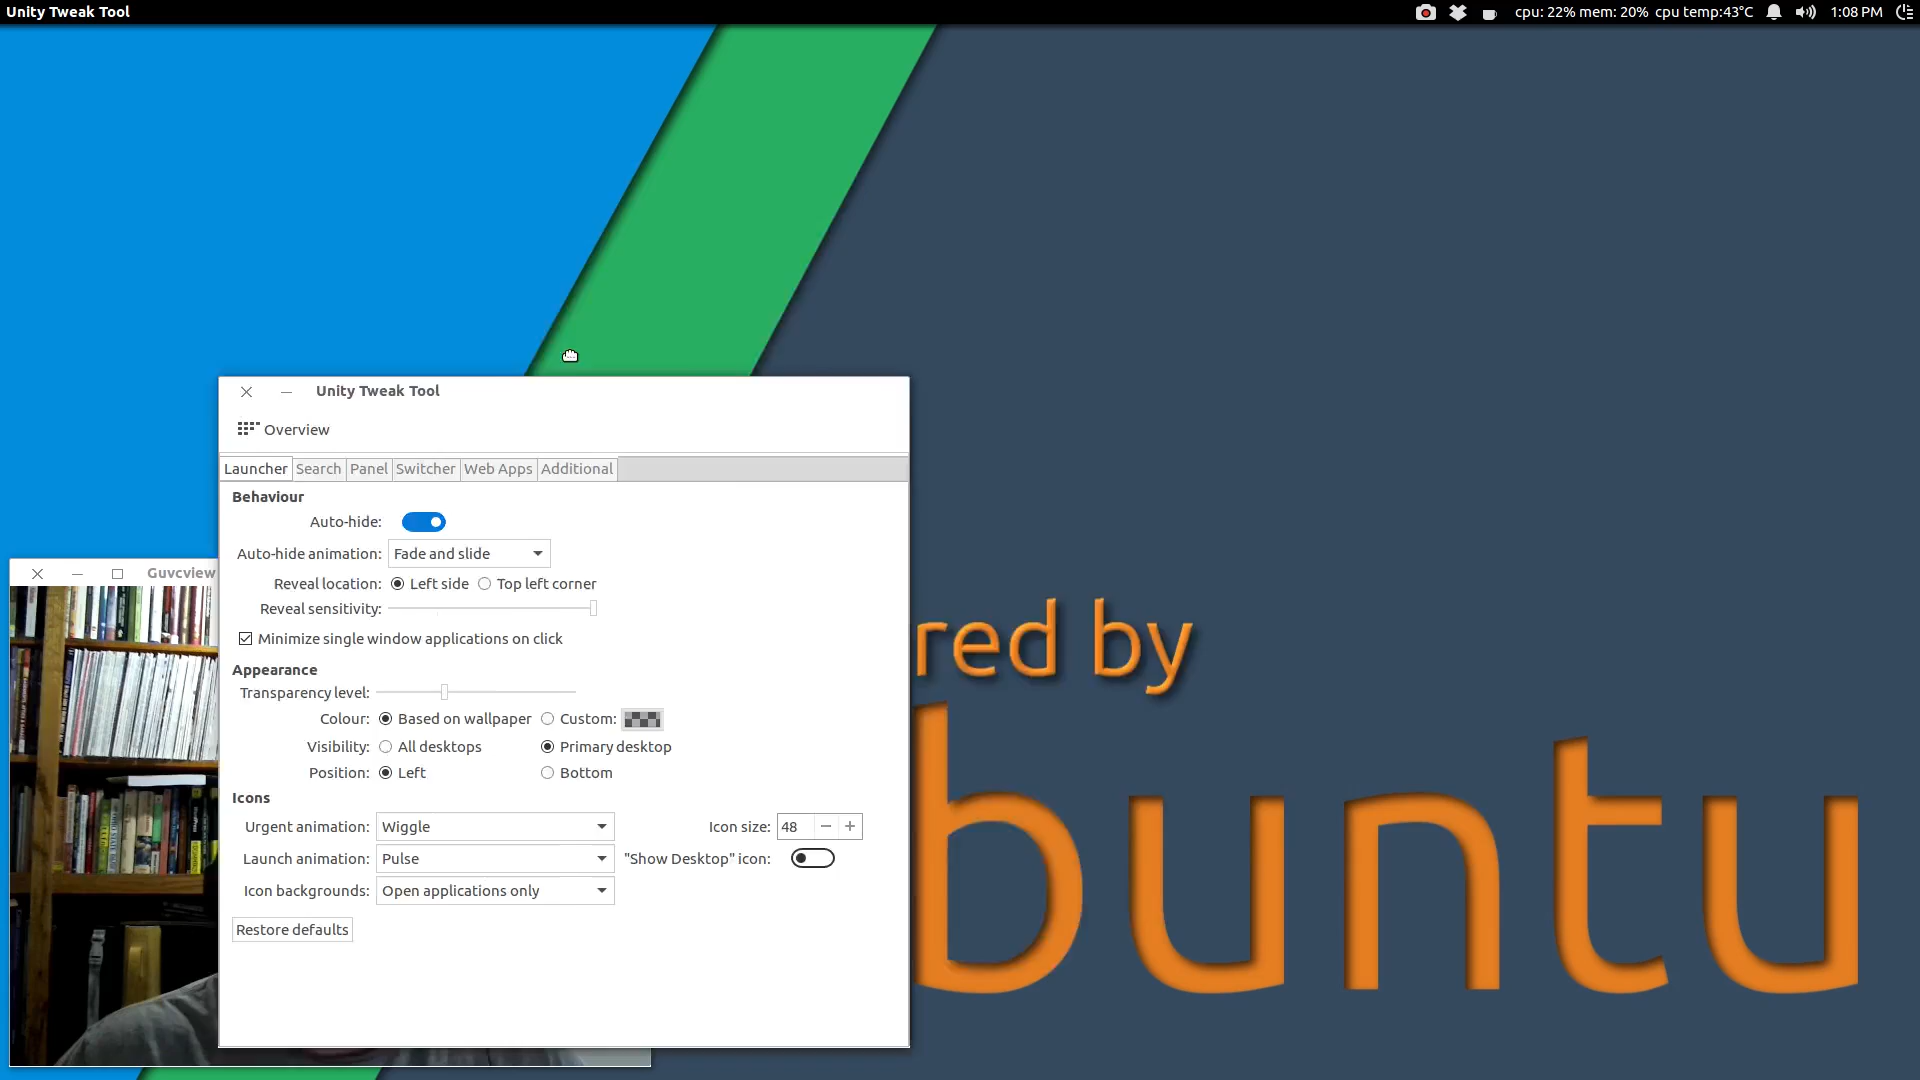 Unity Tweak Tool
cpu: 22% mem: 20% cpu temp:43°C
1:08 PM
Unity Tweak Tool
Overview
Launcher Search Panel Switcher Web Apps Additional
Behaviour
Auto-hide:
Auto-hide animation: Fade and slide
Reveal location: Left side Top left corner
Reveal sensitivity:
Minimize single window applications on click
Appearance
Transparency level:
Colour: Based on wallpaper Custom:
Visibility: All desktops Primary desktop
Position: Left Bottom
Icons
Urgent animation: Wiggle Icon size: 48
Launch animation: Pulse "Show Desktop" icon:
Icon backgrounds: Open applications only
Restore defaults
Guvcview
red by
buntu